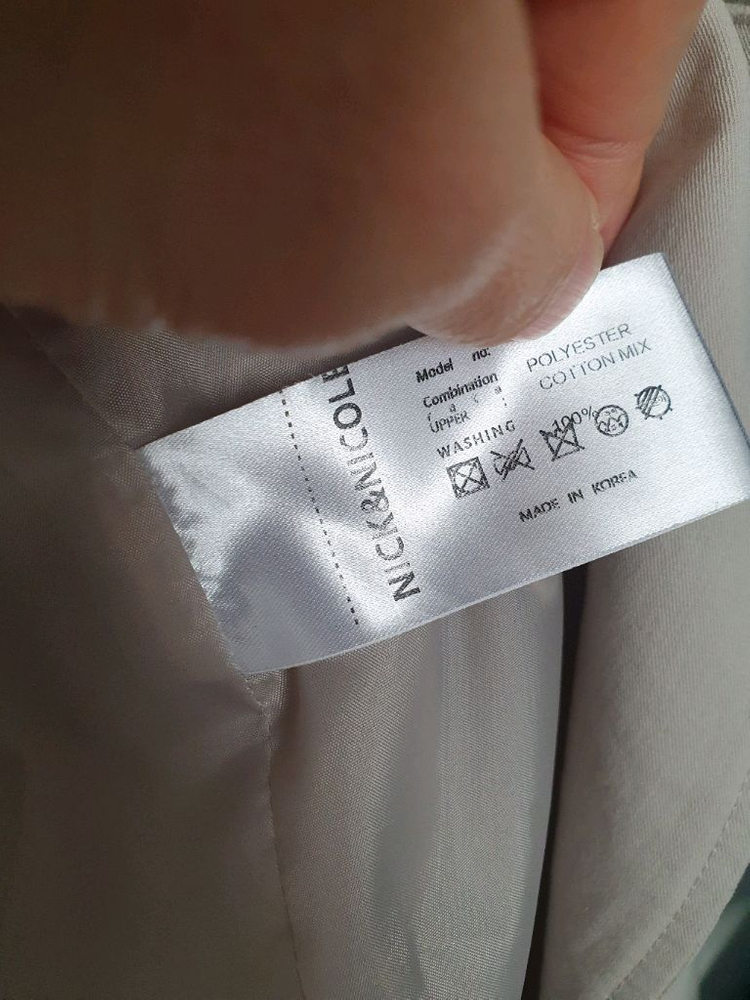 NICK&NICOLE
Model no:
Combination
UPPER
POLYESTER
COTTON MIX
100%
WASHING
MADE IN KOREA